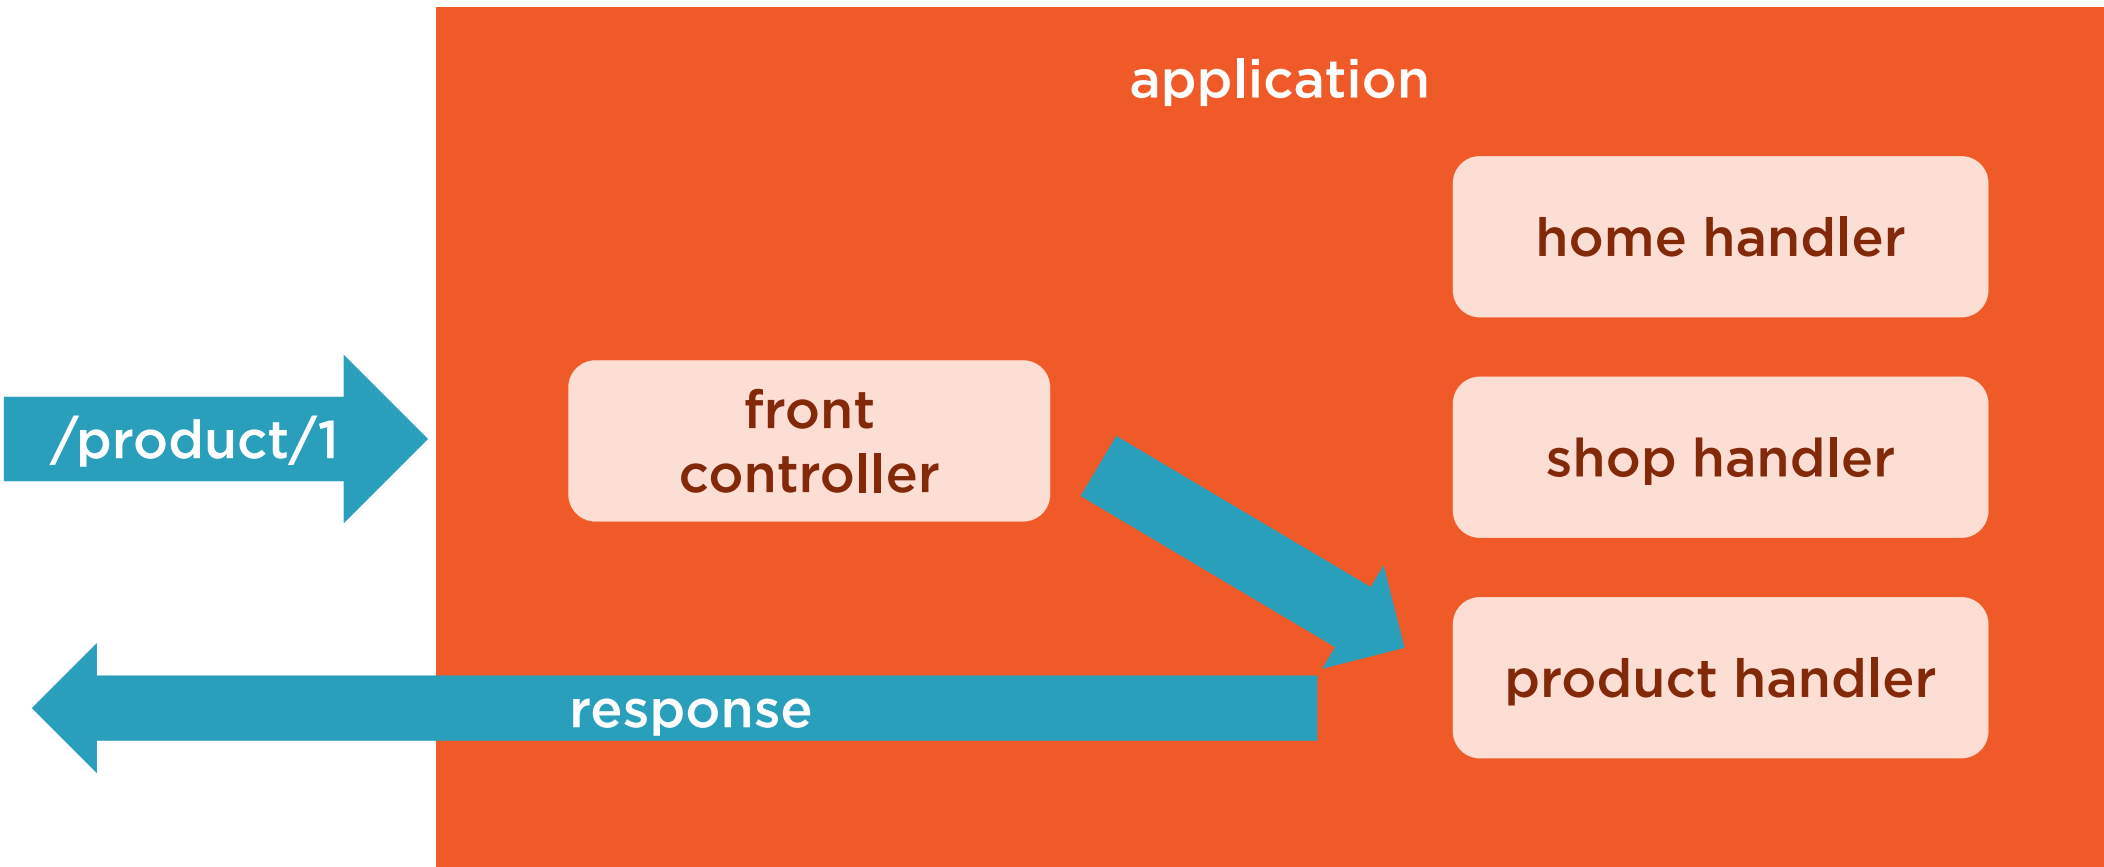 application
home handler
front
controller
/product/1
shop handler
product handler
response